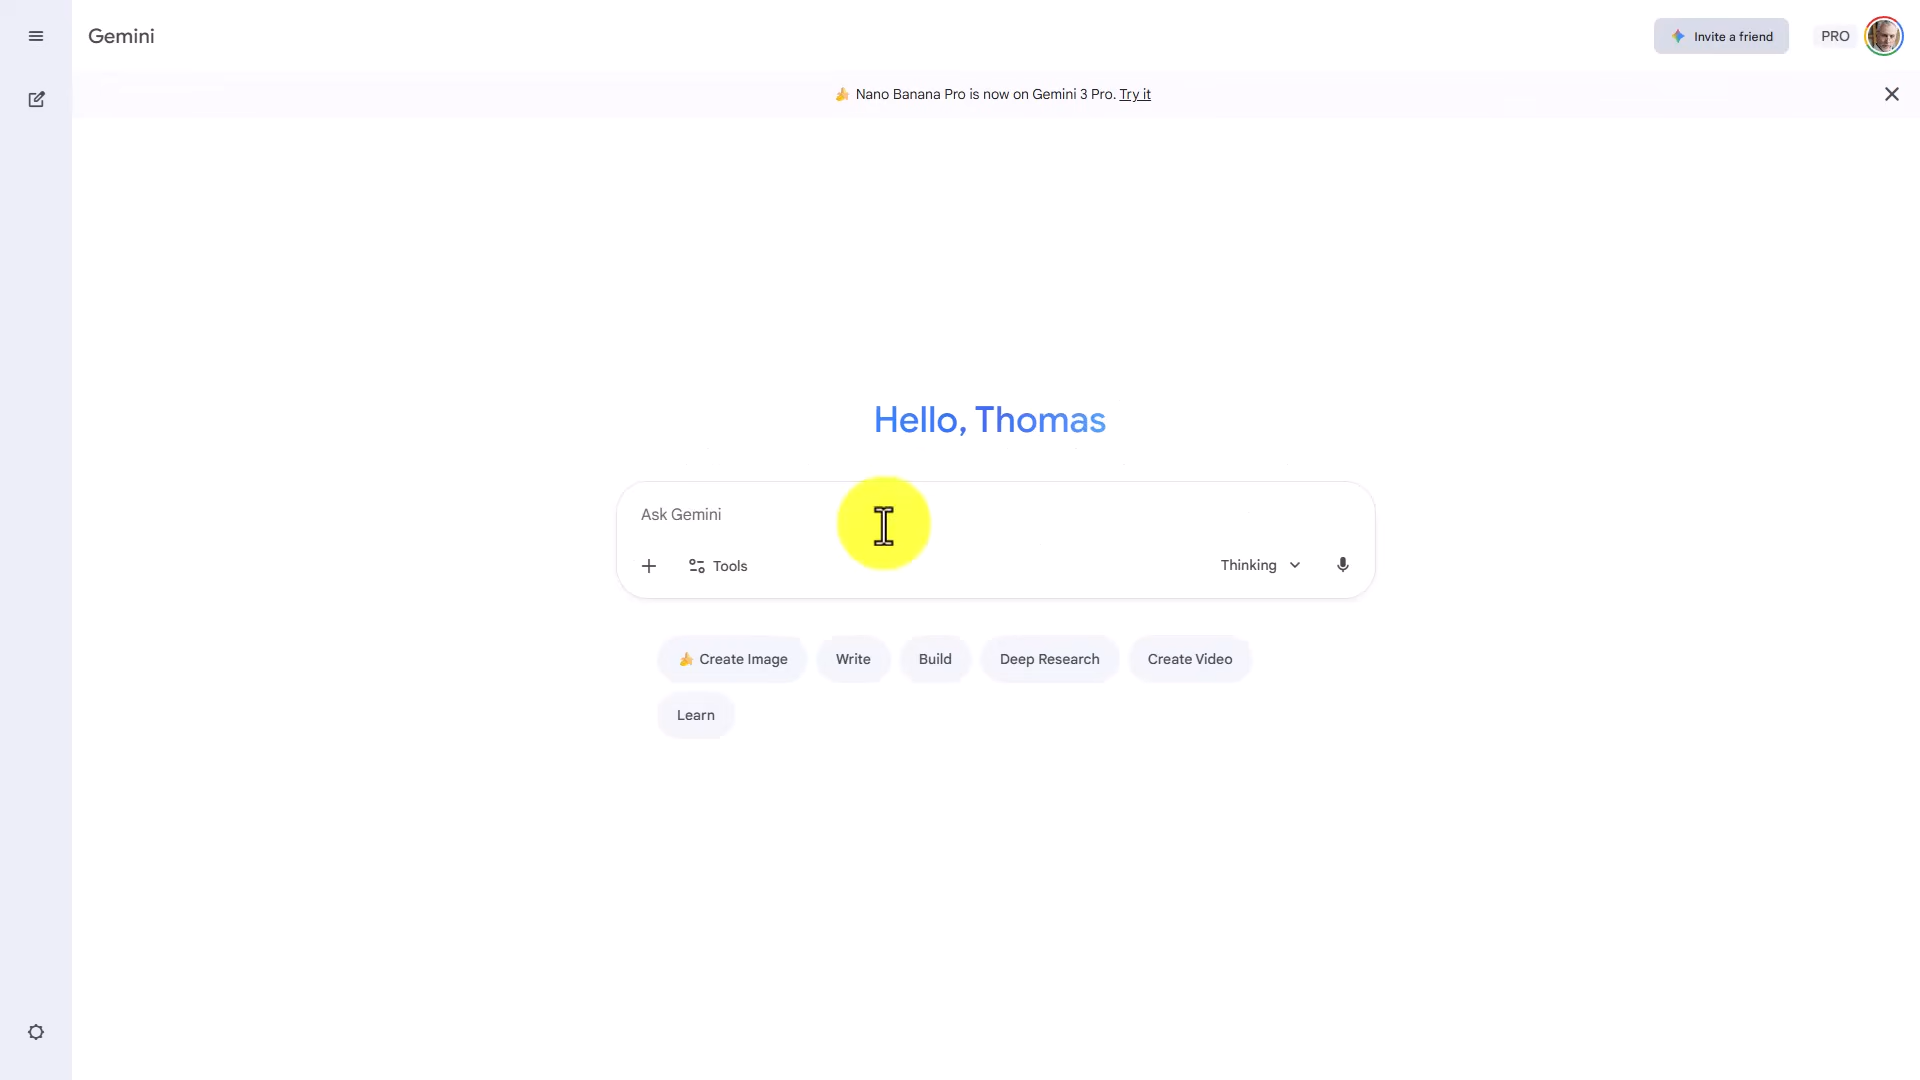 Gemini
Invite a friend
PRO
Nano Banana Pro is now on Gemini 3 Pro. Try it
Hello, Thomas
Ask Gemini
Tools
Thinking
Create Image
Write
Build
Deep Research
Create Video
Learn